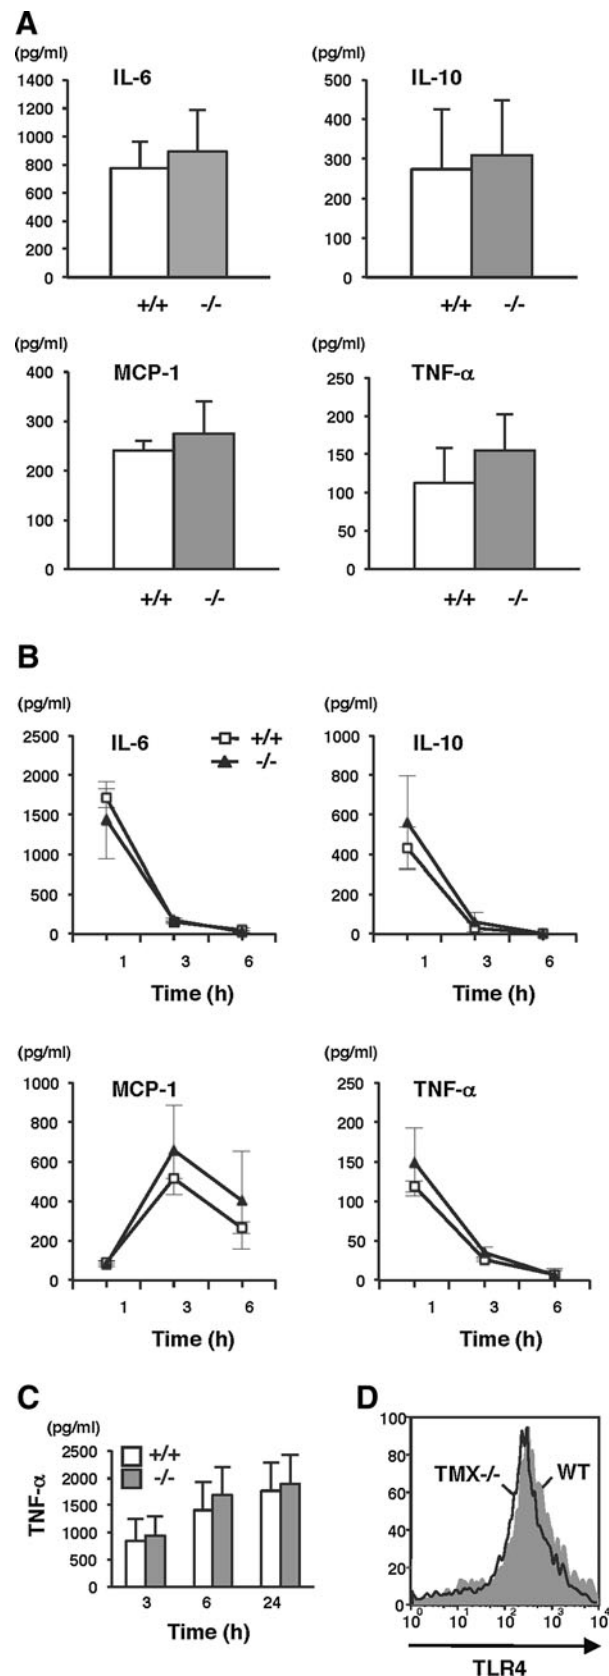 A
(pg/ml) (pg/ml)
IL-6 IL-10
1400 500
1200
1000 400
800 300
600 200
400
200 100
0 0
+/+ -/- +/+ -/-
(pg/ml) (pg/ml)
MCP-1 TNF-α
400 250
300 200
200 150
100 100
50
0 0
+/+ -/- +/+ -/-
B
(pg/ml) (pg/ml)
IL-6 +/+ -/- IL-10
2500 1000
2000 800
1500 600
1000 400
500 200
0 0
1 3 6 1 3 6
Time (h) Time (h)
(pg/ml) (pg/ml)
MCP-1 TNF-α
1000 250
800 200
600 150
400 100
200 50
0 0
1 3 6 1 3 6
Time (h) Time (h)
C
(pg/ml)
TNF-α
+/+
-/-
2500
2000
1500
1000
500
0
3 6 24
Time (h)
D
100
80
60
40
20
0
TMX-/- WT
10⁰ 10¹ 10² 10³ 10⁴
TLR4